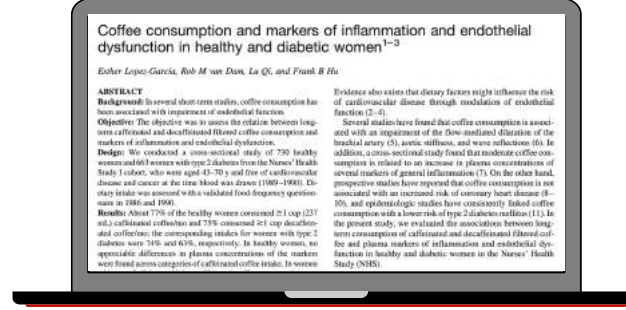 Coffee consumption and markers of inflammation and endothelial
dysfunction in healthy and diabetic women1–3
Esther Lopez-Garcia, Rob M van Dam, Lu Qi, and Frank B Hu
ABSTRACT
Background: In several short-term studies, coffee consumption has
been associated with impairment of endothelial function.
Objective: The objective was to assess the relation between long-
term caffeinated and decaffeinated filtered coffee consumption and
markers of inflammation and endothelial dysfunction.
Design: We conducted a cross-sectional study of 730 healthy
women and 663 women with type 2 diabetes from the Nurses' Health
Study I cohort, who were aged 43–70 y and free of cardiovascular
disease and cancer at the time blood was drawn (1989–1990). Di-
etary intake was assessed with a validated food-frequency question-
naire in 1986 and 1990.
Results: About 77% of the healthy women consumed ≥1 cup (237
mL) caffeinated coffee/mo and 75% consumed ≥1 cup decaffein-
ated coffee/mo; the corresponding intakes for women with type 2
diabetes were 74% and 63%, respectively. In healthy women, no
appreciable differences in plasma concentrations of the markers
were found across categories of caffeinated coffee intake. In women
Evidence also exists that dietary factors might influence the risk
of cardiovascular disease through modulation of endothelial
function (2–4).
Several studies have found that coffee consumption is associ-
ated with an impairment of the flow-mediated dilatation of the
brachial artery (5), aortic stiffness, and wave reflections (6). In
addition, a cross-sectional study found that moderate coffee con-
sumption is related to an increase in plasma concentrations of
several markers of general inflammation (7). On the other hand,
prospective studies have reported that coffee consumption is not
associated with an increased risk of coronary heart disease (8–
10), and epidemiologic studies have consistently linked coffee
consumption with a lower risk of type 2 diabetes mellitus (11). In
the present study, we evaluated the associations between long-
term consumption of caffeinated and decaffeinated filtered cof-
fee and plasma markers of inflammation and endothelial dys-
function in healthy and diabetic women in the Nurses' Health
Study (NHS).